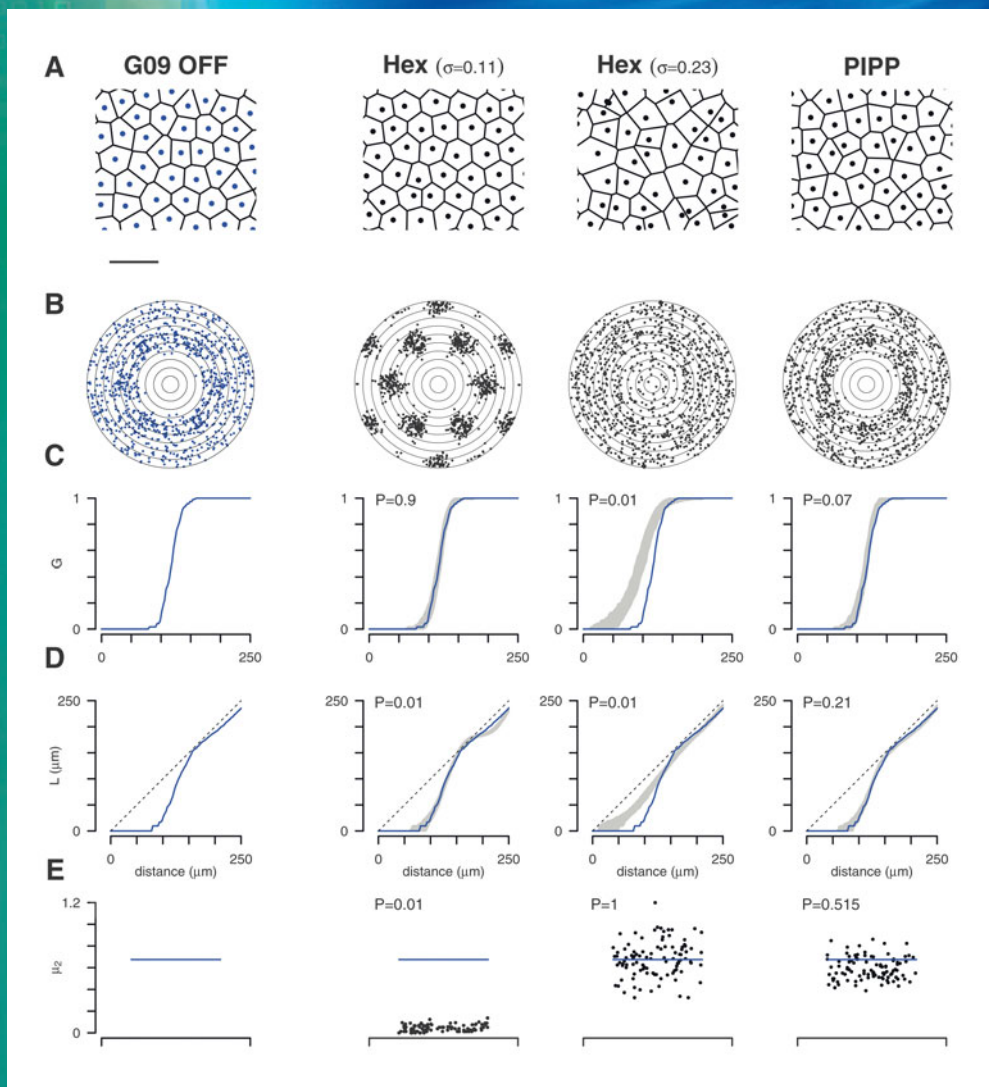 A G09 OFF Hex (σ=0.11) Hex (σ=0.23) PIPP
B
C
1 P=0.9 1 P=0.01 1 P=0.07 1
G
0 0 0 0
0 250 0 250 0 250 0 250
D
250 P=0.01 250 P=0.01 250 P=0.21 250
L (μm)
0 0 0 0
0 250 0 250 0 250 0 250
distance (μm) distance (μm) distance (μm) distance (μm)
E
1.2 P=0.01 P=1 P=0.515
μ2
0